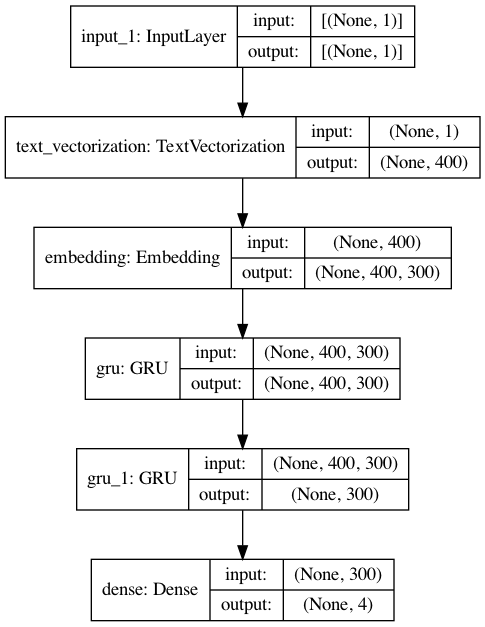 input_1: InputLayer
input:
[(None, 1)]
output:
[(None, 1)]
text_vectorization: TextVectorization
input:
(None, 1)
output:
(None, 400)
embedding: Embedding
input:
(None, 400)
output:
(None, 400, 300)
gru: GRU
input:
(None, 400, 300)
output:
(None, 400, 300)
gru_1: GRU
input:
(None, 400, 300)
output:
(None, 300)
dense: Dense
input:
(None, 300)
output:
(None, 4)